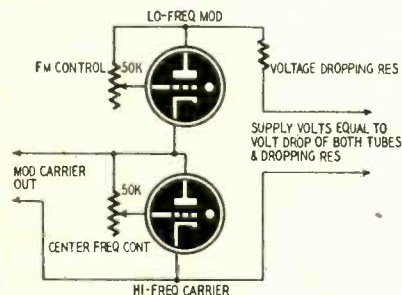 LO-FREQ MOD
FM CONTROL
50K
VOLTAGE DROPPING RES
SUPPLY VOLTS EQUAL TO
VOLT DROP OF BOTH TUBES
& DROPPING RES
MOD CARRIER
OUT
50K
CENTER FREQ CONT
HI-FREQ CARRIER